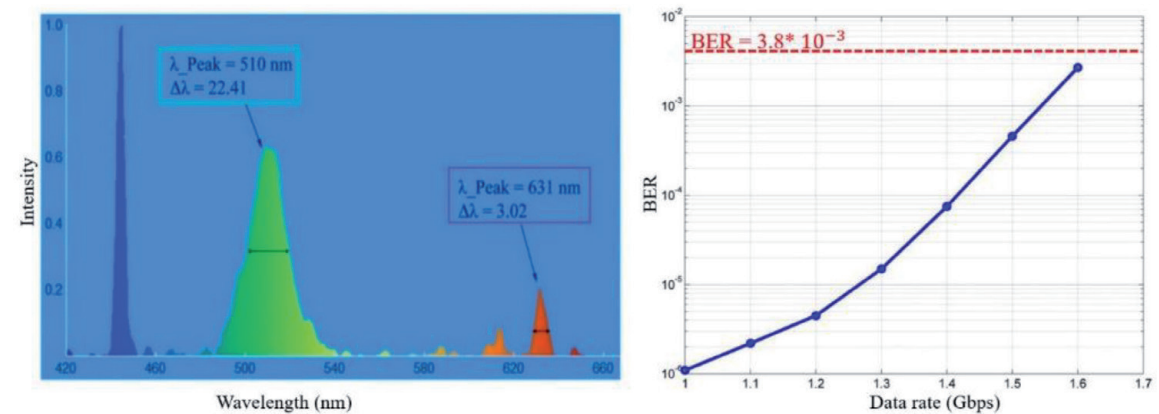 1.0
0.8
0.6
0.4
0.2
Intensity
λ_Peak = 510 nm
Δλ = 22.41
λ_Peak = 631 nm
Δλ = 3.02
420 460 500 540 580 620 660
Wavelength (nm)
BER = 3.8* 10⁻³
10⁻²
10⁻³
10⁻⁴
10⁻⁵
BER
1 1.1 1.2 1.3 1.4 1.5 1.6 1.7
Data rate (Gbps)